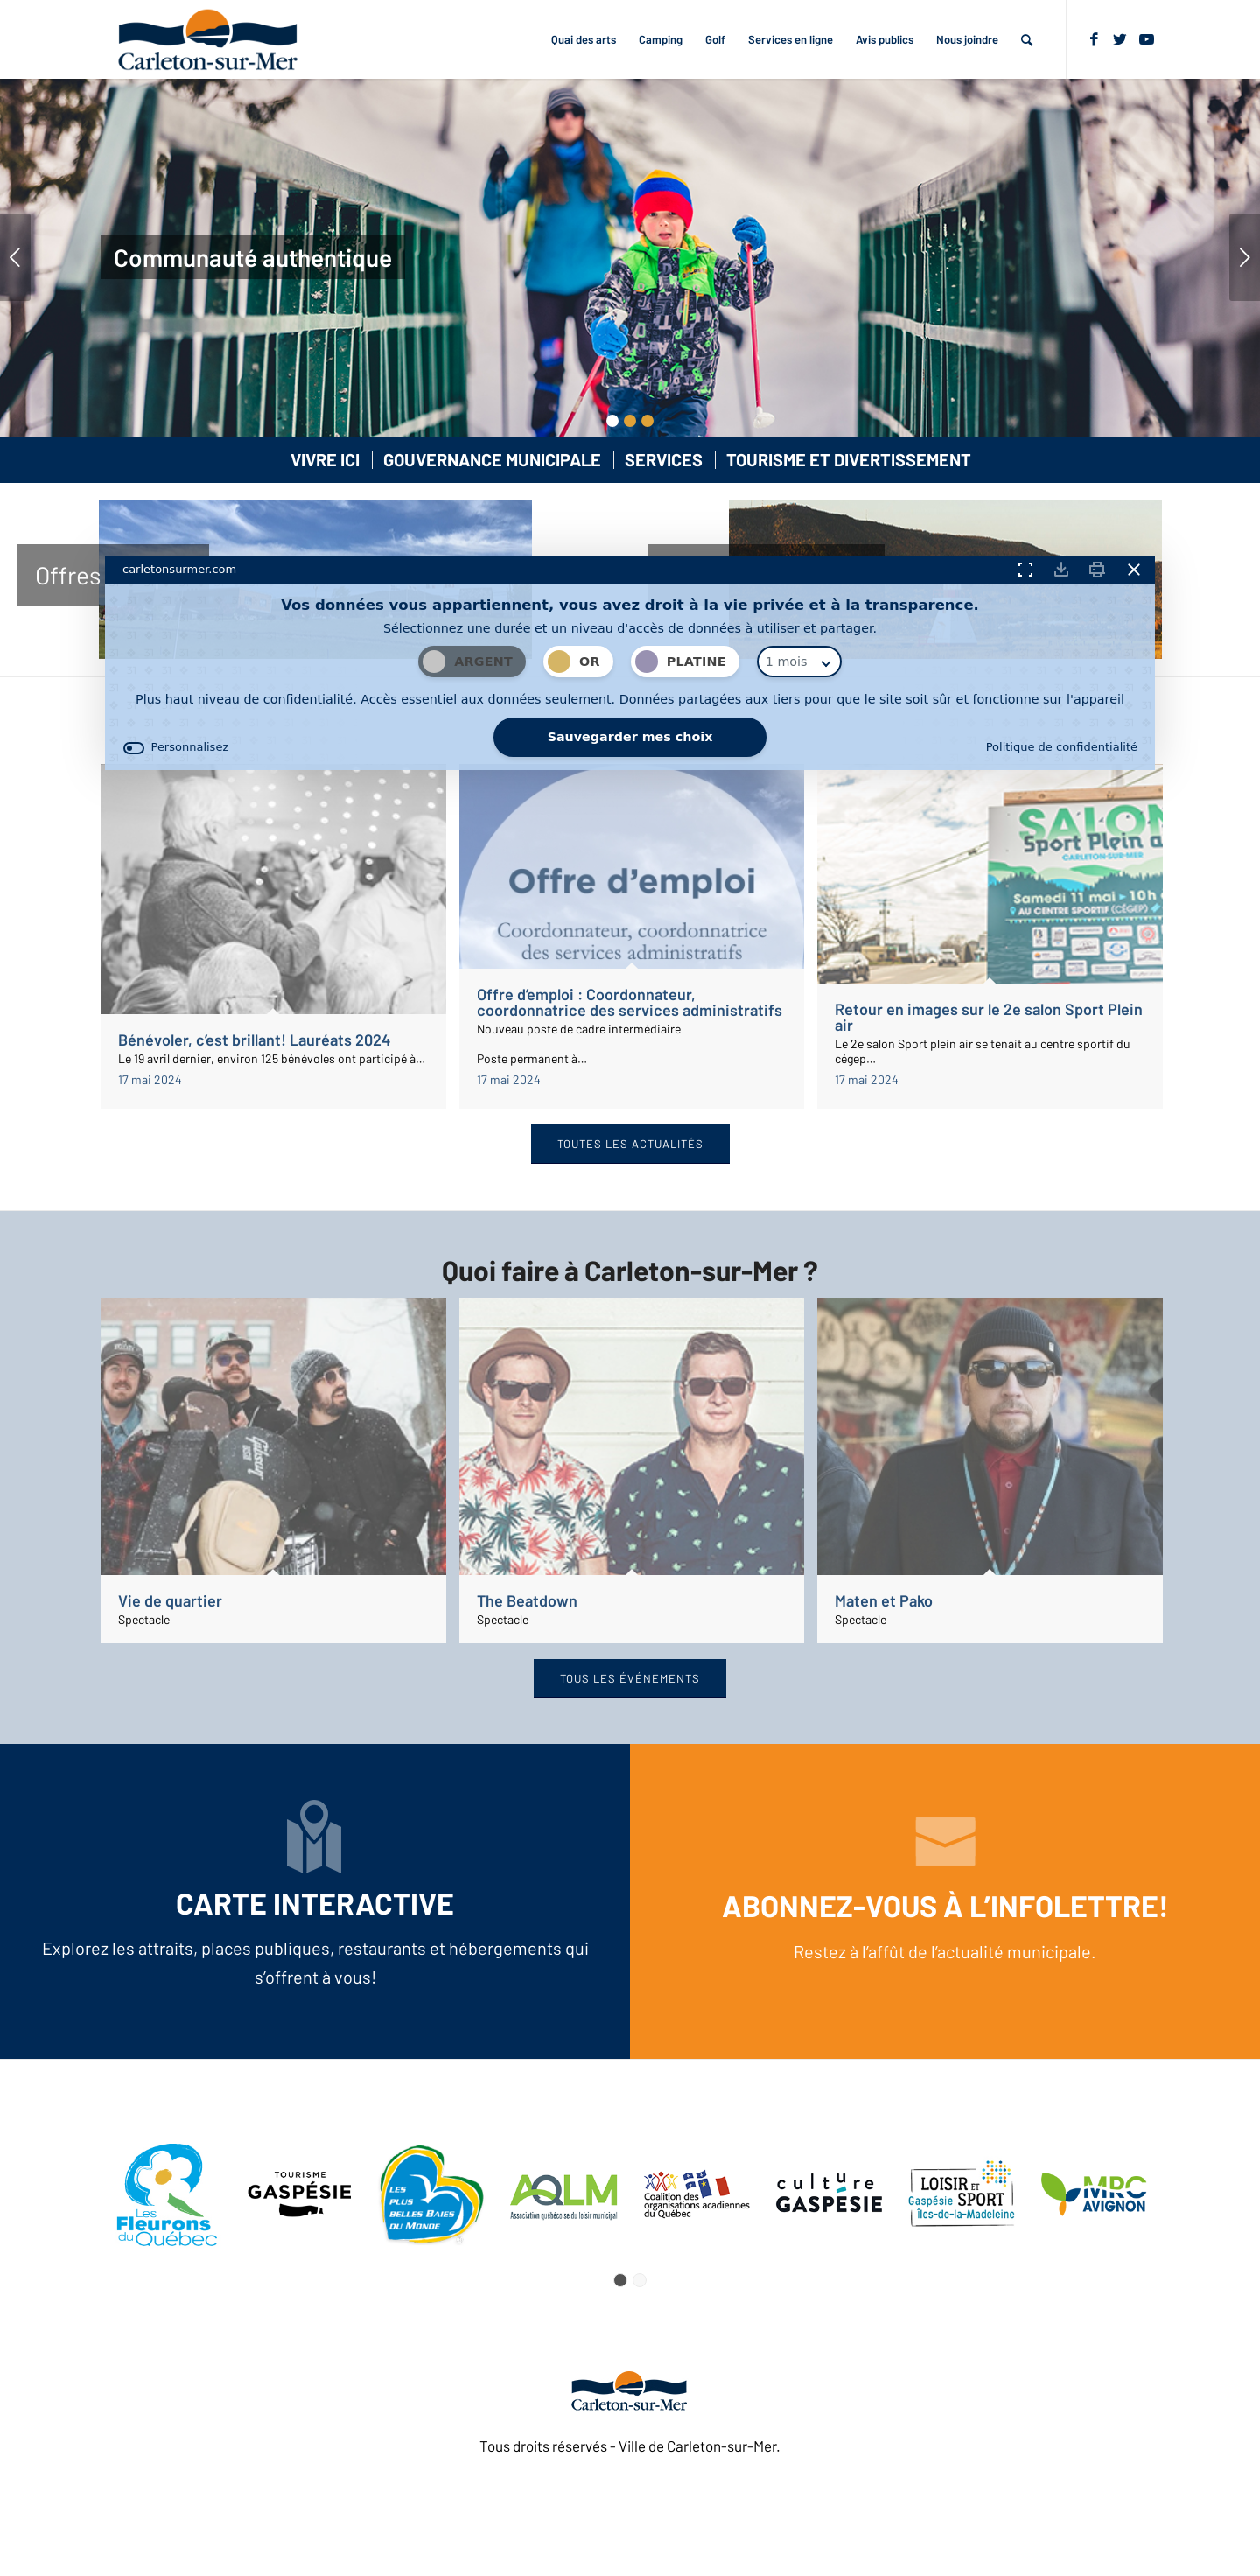 Carleton-sur-Mer
Quai des arts
Camping
Golf
Services en ligne
Avis publics
Nous joindre
Communauté authentique
VIVRE ICI
GOUVERNANCE MUNICIPALE
SERVICES
TOURISME ET DIVERTISSEMENT
Offres
carletonsurmer.com
Vos données vous appartiennent, vous avez droit à la vie privée et à la transparence.
Sélectionnez une durée et un niveau d'accès de données à utiliser et partager.
ARGENT
OR
PLATINE
1 mois
Plus haut niveau de confidentialité. Accès essentiel aux données seulement. Données partagées aux tiers pour que le site soit sûr et fonctionne sur l'appareil
Personnalisez
Sauvegarder mes choix
Politique de confidentialité
Offre d'emploi
Coordonnateur, coordonnatrice
des services administratifs
SALON
Sport Plein a
CARLETON-SUR-MER
Samedi 11 mai
10h
AU CENTRE SPORTIF (CÉGEP)
Bénévoler, c’est brillant! Lauréats 2024
Le 19 avril dernier, environ 125 bénévoles ont participé à…
17 mai 2024
Offre d’emploi : Coordonnateur,
coordonnatrice des services administratifs
Nouveau poste de cadre intermédiaire
Poste permanent à…
17 mai 2024
Retour en images sur le 2e salon Sport Plein
air
Le 2e salon Sport plein air se tenait au centre sportif du
cégep…
17 mai 2024
TOUTES LES ACTUALITÉS
Quoi faire à Carleton-sur-Mer ?
Gibson
Vie de quartier
Spectacle
The Beatdown
Spectacle
Maten et Pako
Spectacle
TOUS LES ÉVÉNEMENTS
CARTE INTERACTIVE
Explorez les attraits, places publiques, restaurants et hébergements qui
s’offrent à vous!
ABONNEZ-VOUS À L’INFOLETTRE!
Restez à l’affût de l’actualité municipale.
Les
Fleurons
du Québec
TOURISME
GASPÉSIE
LES
PLUS
BELLES BAIES
DU MONDE
AQLM
Association québécoise du loisir municipal
Coalition des
organisations acadiennes
du Québec
culture
GASPÉSIE
LOISIR ET
SPORT
Gaspésie
Îles-de-la-Madeleine
MRC
AVIGNON
Carleton-sur-Mer
Tous droits réservés - Ville de Carleton-sur-Mer.